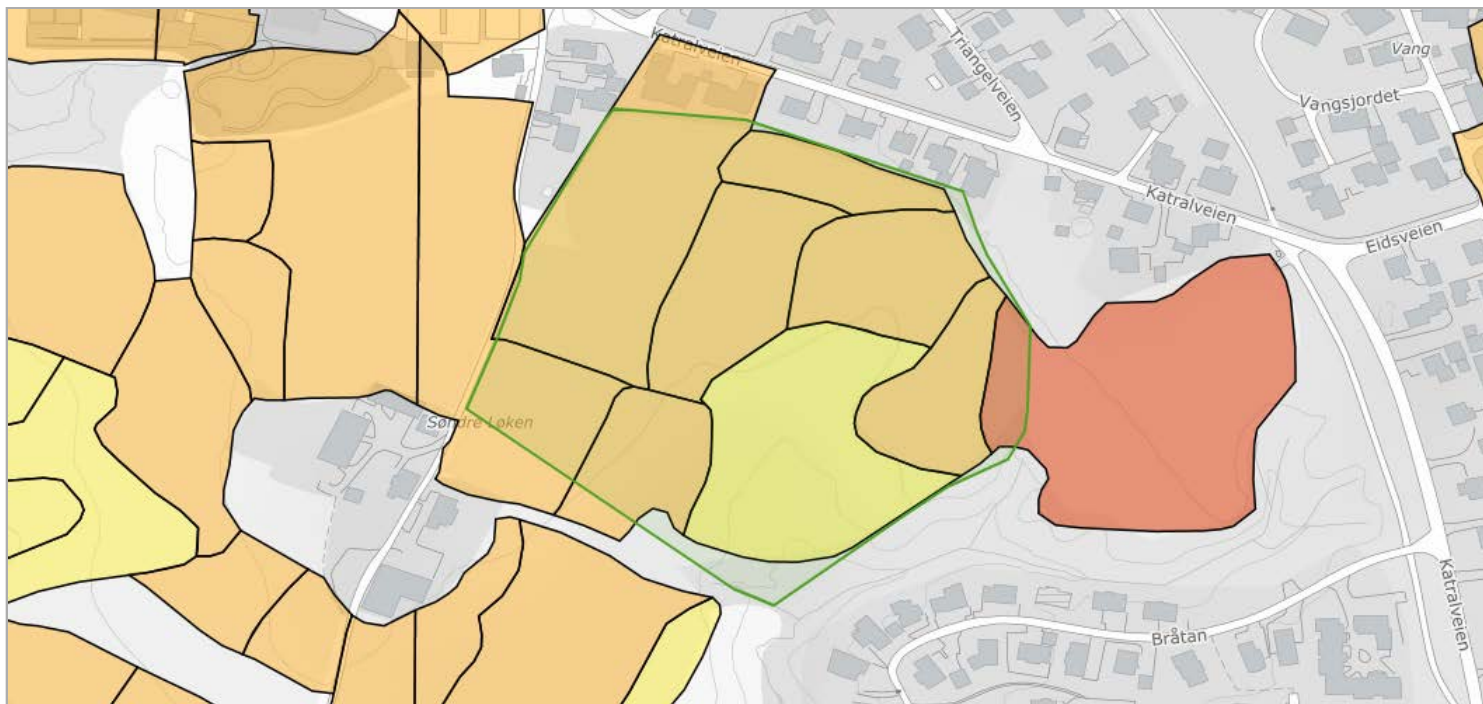 Katralveien
Triangelveien
Vang
Vangsjordet
Katralveien
Eidsveien
Søndre Løken
Katralveien
Bråtan